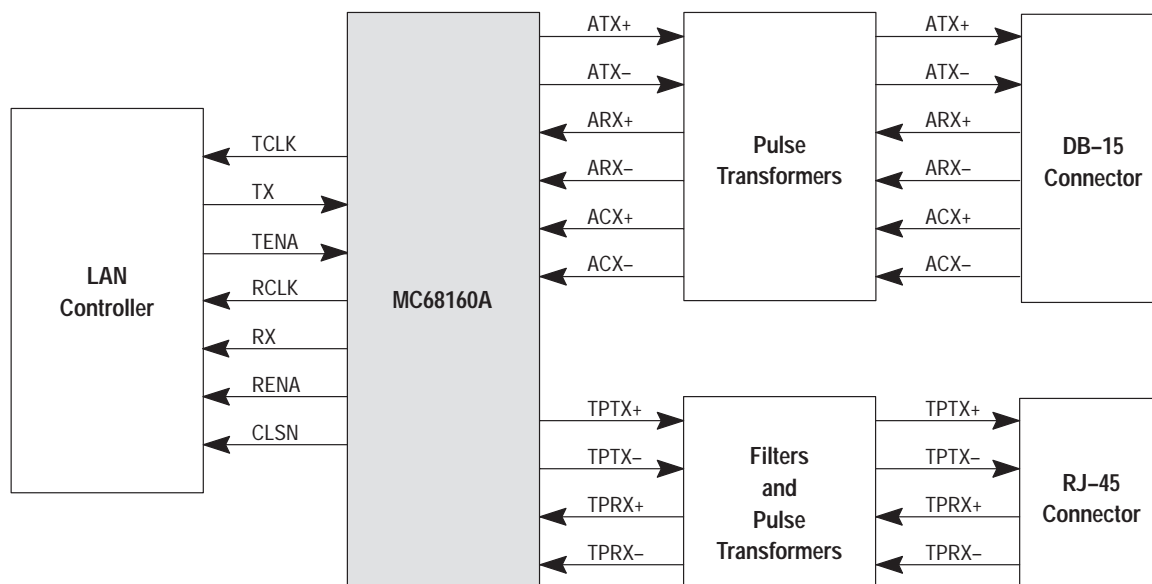 ATX+
ATX+
ATX–
ATX–
ARX+
ARX+
TCLK
Pulse
Transformers
DB–15
Connector
ARX–
ARX–
TX
ACX+
ACX+
TENA
ACX–
ACX–
LAN
Controller
RCLK
MC68160A
RX
RENA
TPTX+
TPTX+
CLSN
TPTX–
TPTX–
Filters
and
Pulse
Transformers
RJ–45
Connector
TPRX+
TPRX+
TPRX–
TPRX–